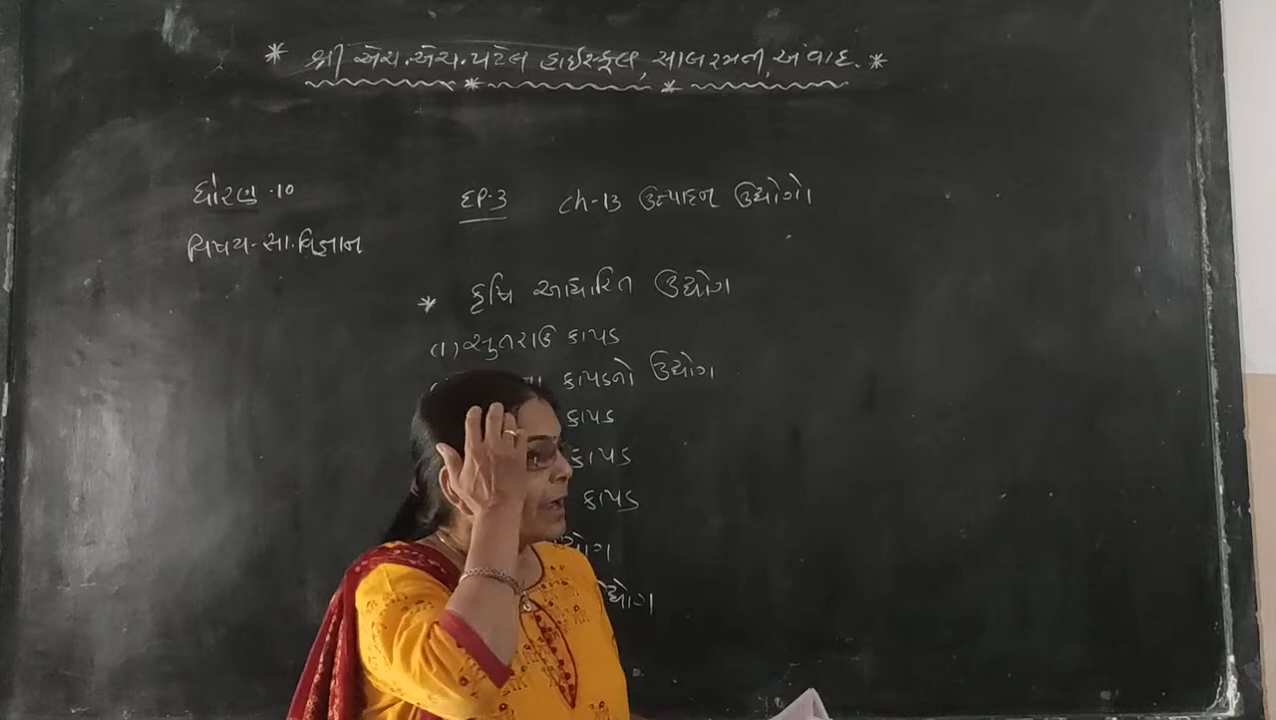 * શ્રી એચ.એચ.પટેલ હાઈસ્કૂલ,
ધોરણ -10
EP-3 Ch-13 ઉત્પાદન ઉદ્યોગો
વિષય- સા.વિજ્ઞાન
* કૃષિ આધારિત ઉદ્યોગ
(1) સુતરાઉ કાપડ
કાપડનો ઉદ્યોગ
કાપડ
કાપડ
કાપડ